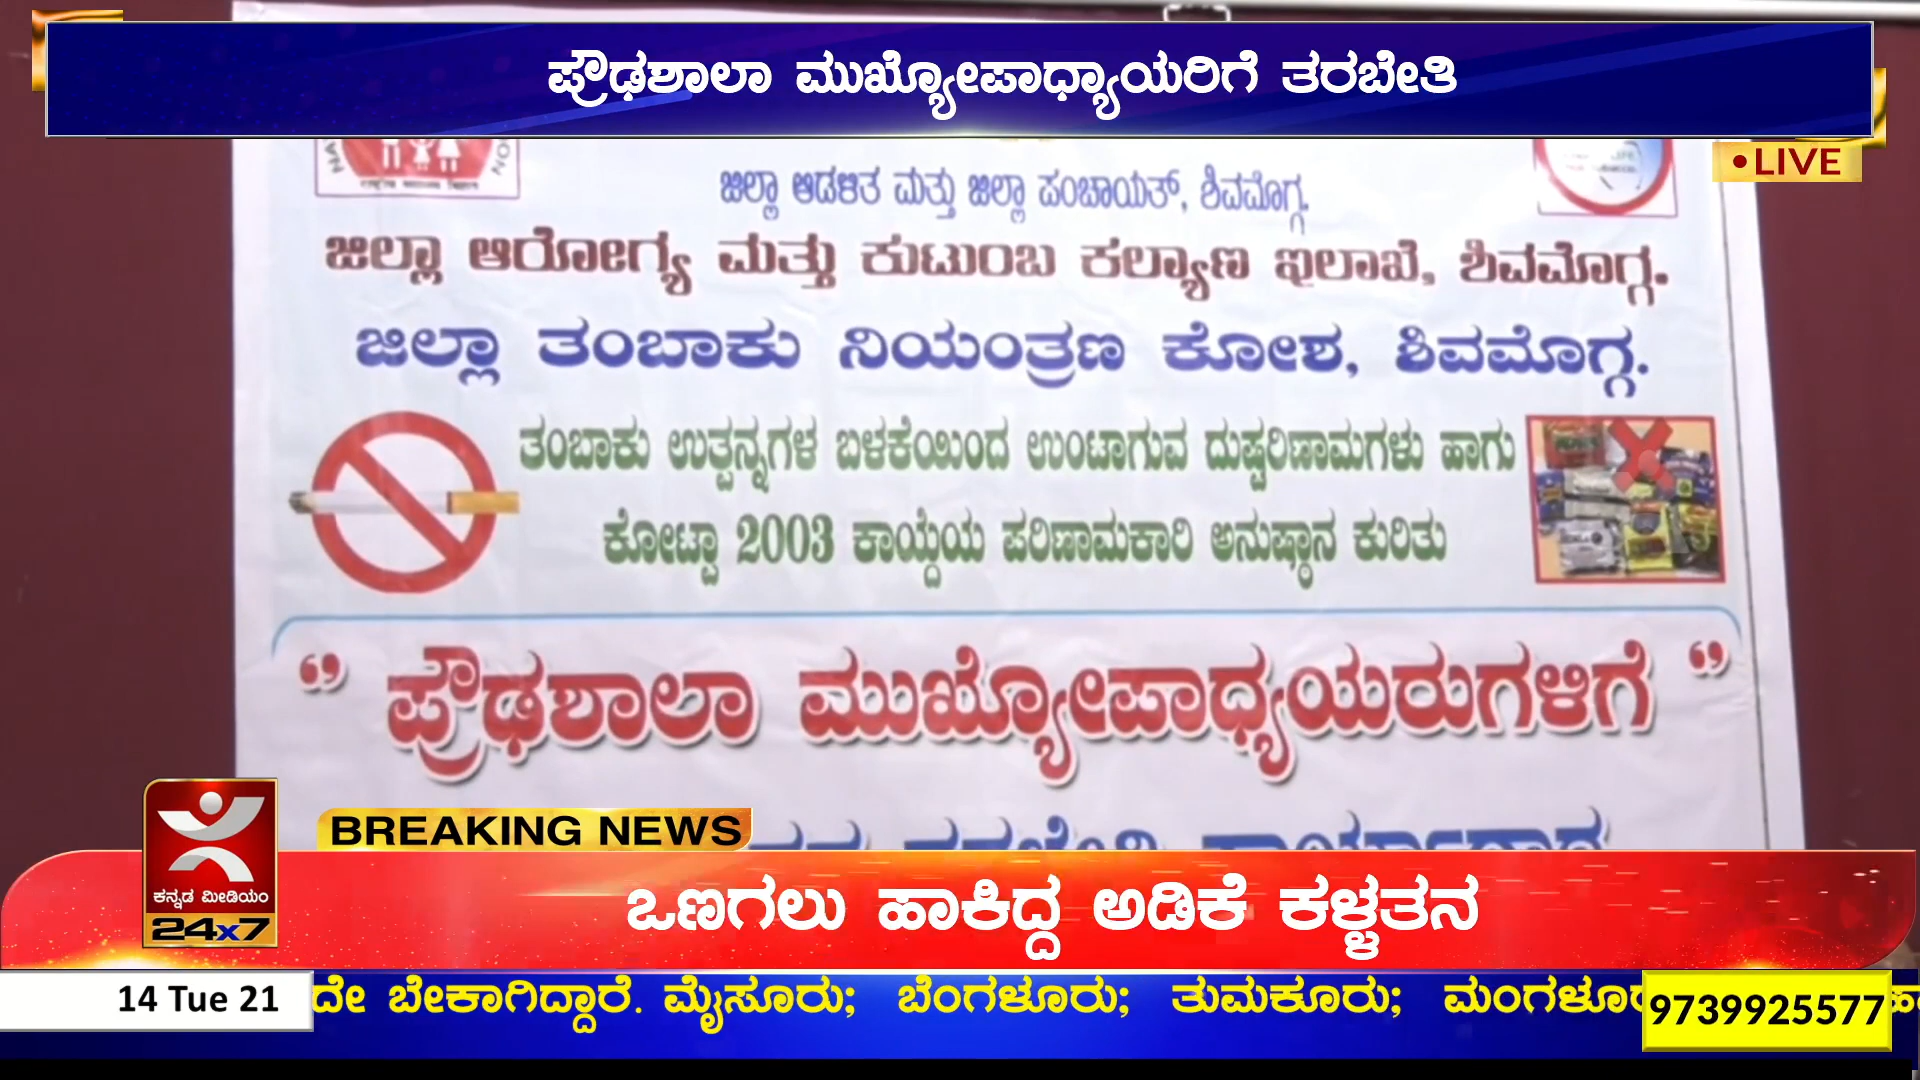 ಪ್ರೌಢಶಾಲಾ ಮುಖ್ಯೋಪಾಧ್ಯಾಯರಿಗೆ ತರಬೇತಿ
•LIVE
ಜಿಲ್ಲಾ ಆಡಳಿತ ಮತ್ತು ಜಿಲ್ಲಾ ಪಂಚಾಯತ್, ಶಿವಮೊಗ್ಗ.
ಜಿಲ್ಲಾ ಆರೋಗ್ಯ ಮತ್ತು ಕುಟುಂಬ ಕಲ್ಯಾಣ ಇಲಾಖೆ, ಶಿವಮೊಗ್ಗ.
ಜಿಲ್ಲಾ ತಂಬಾಕು ನಿಯಂತ್ರಣ ಕೋಶ, ಶಿವಮೊಗ್ಗ.
ತಂಬಾಕು ಉತ್ಪನ್ನಗಳ ಬಳಕೆಯಿಂದ ಉಂಟಾಗುವ ದುಷ್ಪರಿಣಾಮಗಳು ಹಾಗು
ಕೋಟ್ಪಾ 2003 ಕಾಯ್ದೆಯ ಪರಿಣಾಮಕಾರಿ ಅನುಷ್ಠಾನ ಕುರಿತು
“ ಪ್ರೌಢಶಾಲಾ ಮುಖ್ಯೋಪಾಧ್ಯಯರುಗಳಿಗೆ ”
BREAKING NEWS
ಒಣಗಲು ಹಾಕಿದ್ದ ಅಡಿಕೆ ಕಳ್ಳತನ
ಕನ್ನಡ ಮೀಡಿಯಂ
24x7
14 Tue 21
ದೇ ಬೇಕಾಗಿದ್ದಾರೆ. ಮೈಸೂರು; ಬೆಂಗಳೂರು; ತುಮಕೂರು; ಮಂಗಳೂರ
9739925577